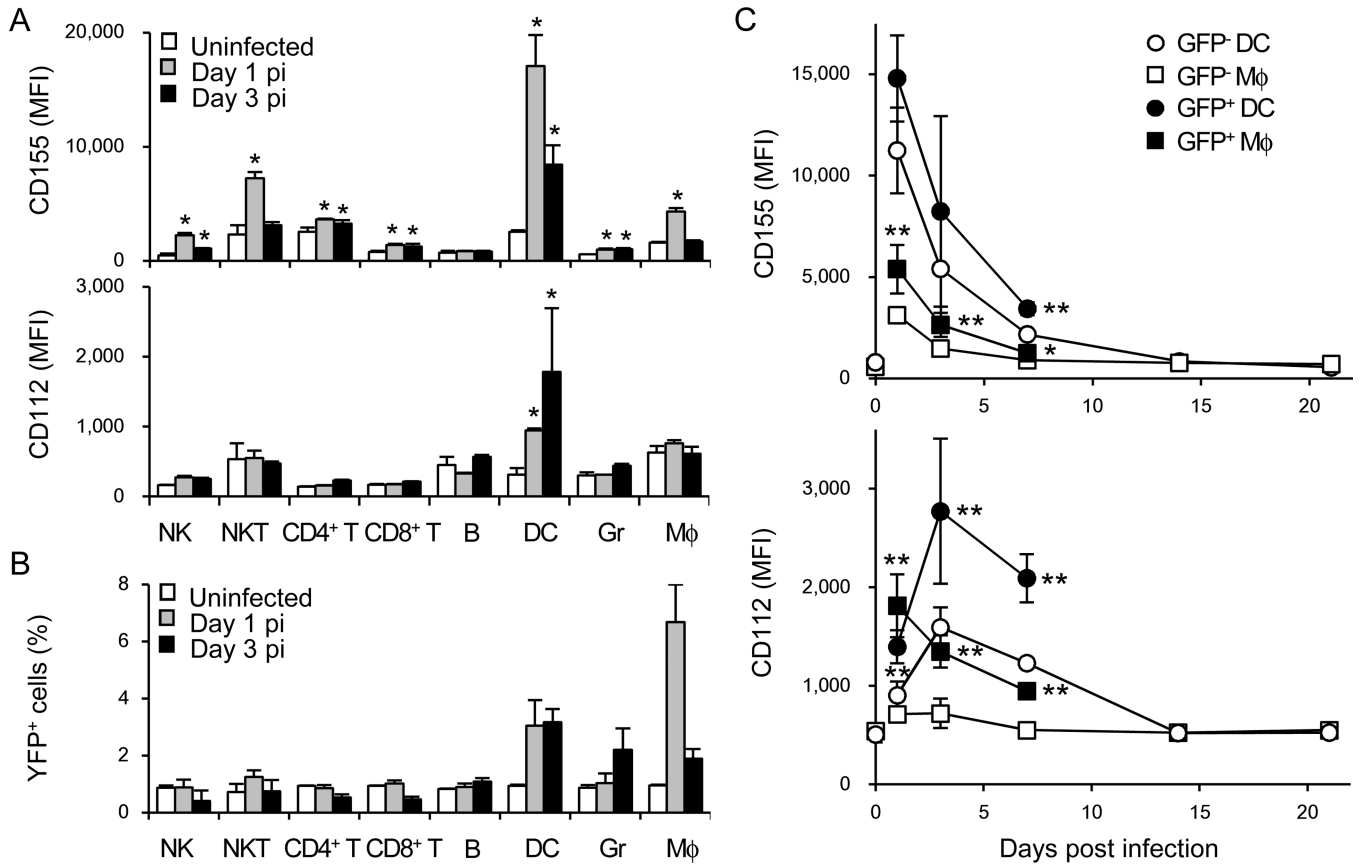 A
CD155 (MFI)
20,000
10,000
0
Uninfected
Day 1 pi
Day 3 pi
* * * * * * * * * * * * *
CD112 (MFI)
3,000
2,000
1,000
0
* *
NK NKT CD4⁺ T CD8⁺ T B DC Gr Mϕ
B
YFP⁺ cells (%)
8
6
4
2
0
Uninfected
Day 1 pi
Day 3 pi
NK NKT CD4⁺ T CD8⁺ T B DC Gr Mϕ
C
CD155 (MFI)
15,000
10,000
5,000
0
GFP⁻ DC
GFP⁻ Mϕ
GFP⁺ DC
GFP⁺ Mϕ
**
**
**
*
0 5 10 15 20
CD112 (MFI)
3,000
2,000
1,000
0
**
**
**
**
**
**
0 5 10 15 20
Days post infection